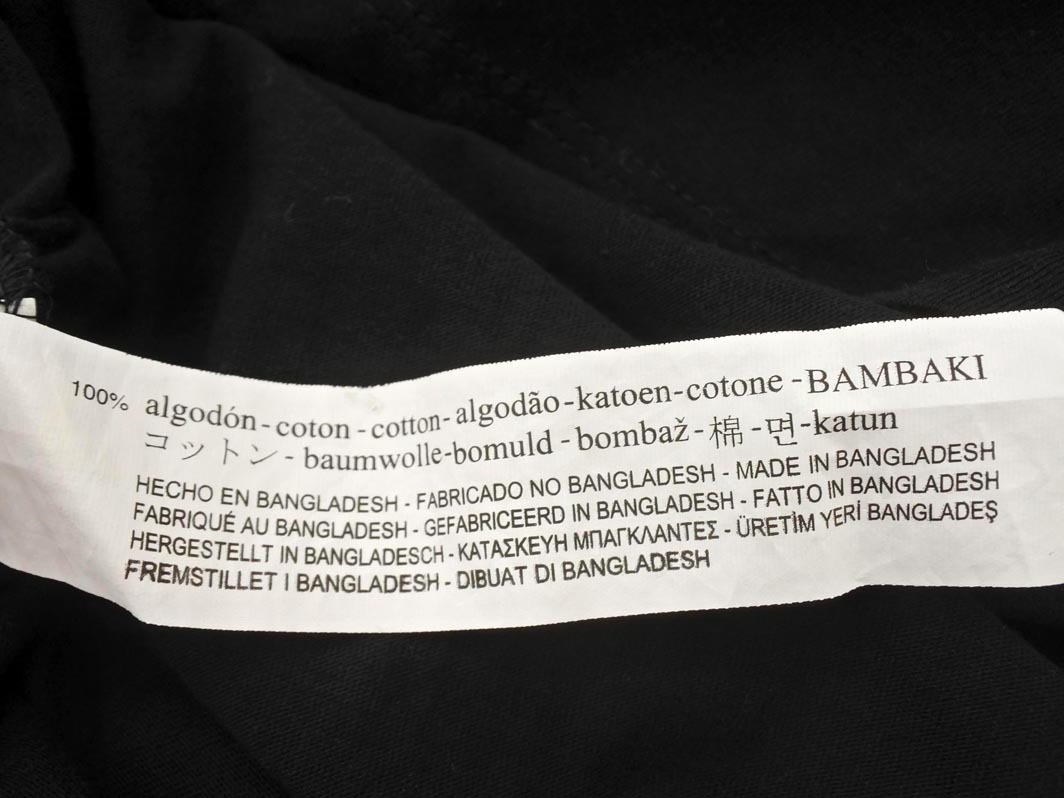 100% algodón-coton-cotton-algodão-katoen-cotone-BAMBAKI
コットン-baumwolle-bomuld-bombaž-棉-면-katun
HECHO EN BANGLADESH - FABRICADO NO BANGLADESH - MADE IN BANGLADESH
FABRIQUÉ AU BANGLADESH - GEFABRICEERD IN BANGLADESH - FATTO IN BANGLADESH
HERGESTELLT IN BANGLADESCH - ΚΑΤΑΣΚΕΥΗ ΜΠΑΓΚΛΑΝΤΕΣ - ÜRETİM YERİ BANGLADEŞ
FREMSTILLET I BANGLADESH - DIBUAT DI BANGLADESH